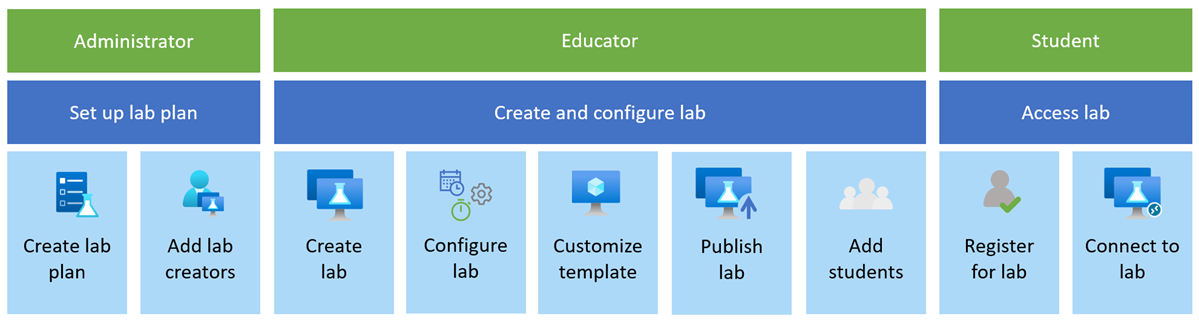 Administrator
Educator
Student
Set up lab plan
Create and configure lab
Access lab
Create lab
plan
Add lab
creators
Create
lab
Configure
lab
Customize
template
Publish
lab
Add
students
Register
for lab
Connect to
lab